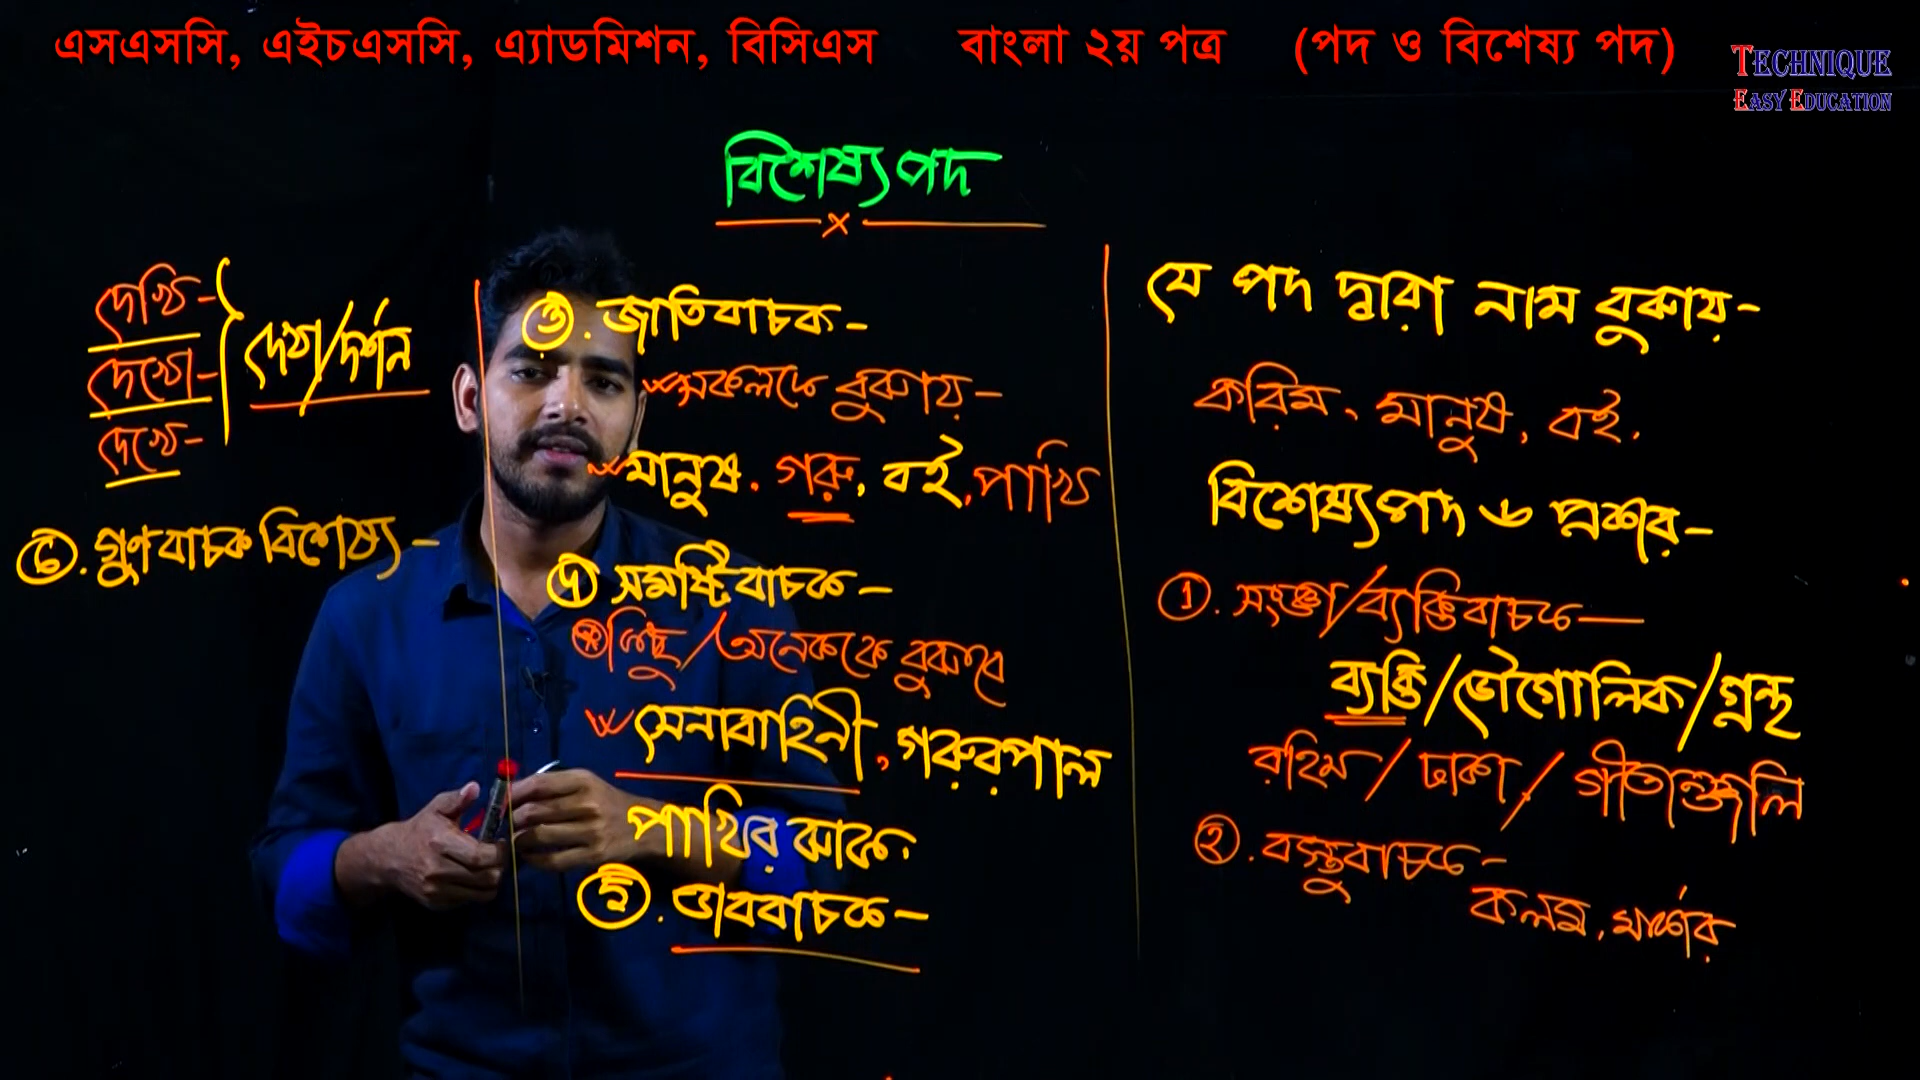 এসএসসি, এইচএসসি, এ্যাডমিশন, বিসিএস বাংলা ২য় পত্র (পদ ও বিশেষ্য পদ)
TECHNIQUE
EASY EDUCATION
বিশেষ্যপদ
যে পদ দ্বারা নাম বুঝায়-
করিম, মানুষ, বই.
বিশেষ্যপদ ৬ প্রকার-
১. সংজ্ঞা/ব্যক্তিবাচক—
ব্যক্তি/ভৌগোলিক/গ্রন্থ
রহিম/ ঢাকা/ গীতাঞ্জলি
২. বস্তুবাচক-
কলম, মার্কার
৩. জাতিবাচক-
সকলকে বুঝায়-
মানুষ, গরু, বই, পাখি
৪ সমষ্টিবাচক-
কিছু/অনেককে বুঝাবে
সেনাবাহিনী, গরুরপাল
পাখির ঝাক,
৫. ভাববাচক-
দেখি-
দেখো-
দেখে-
দেখা/দর্শন
৬. গুণবাচক বিশেষ্য-